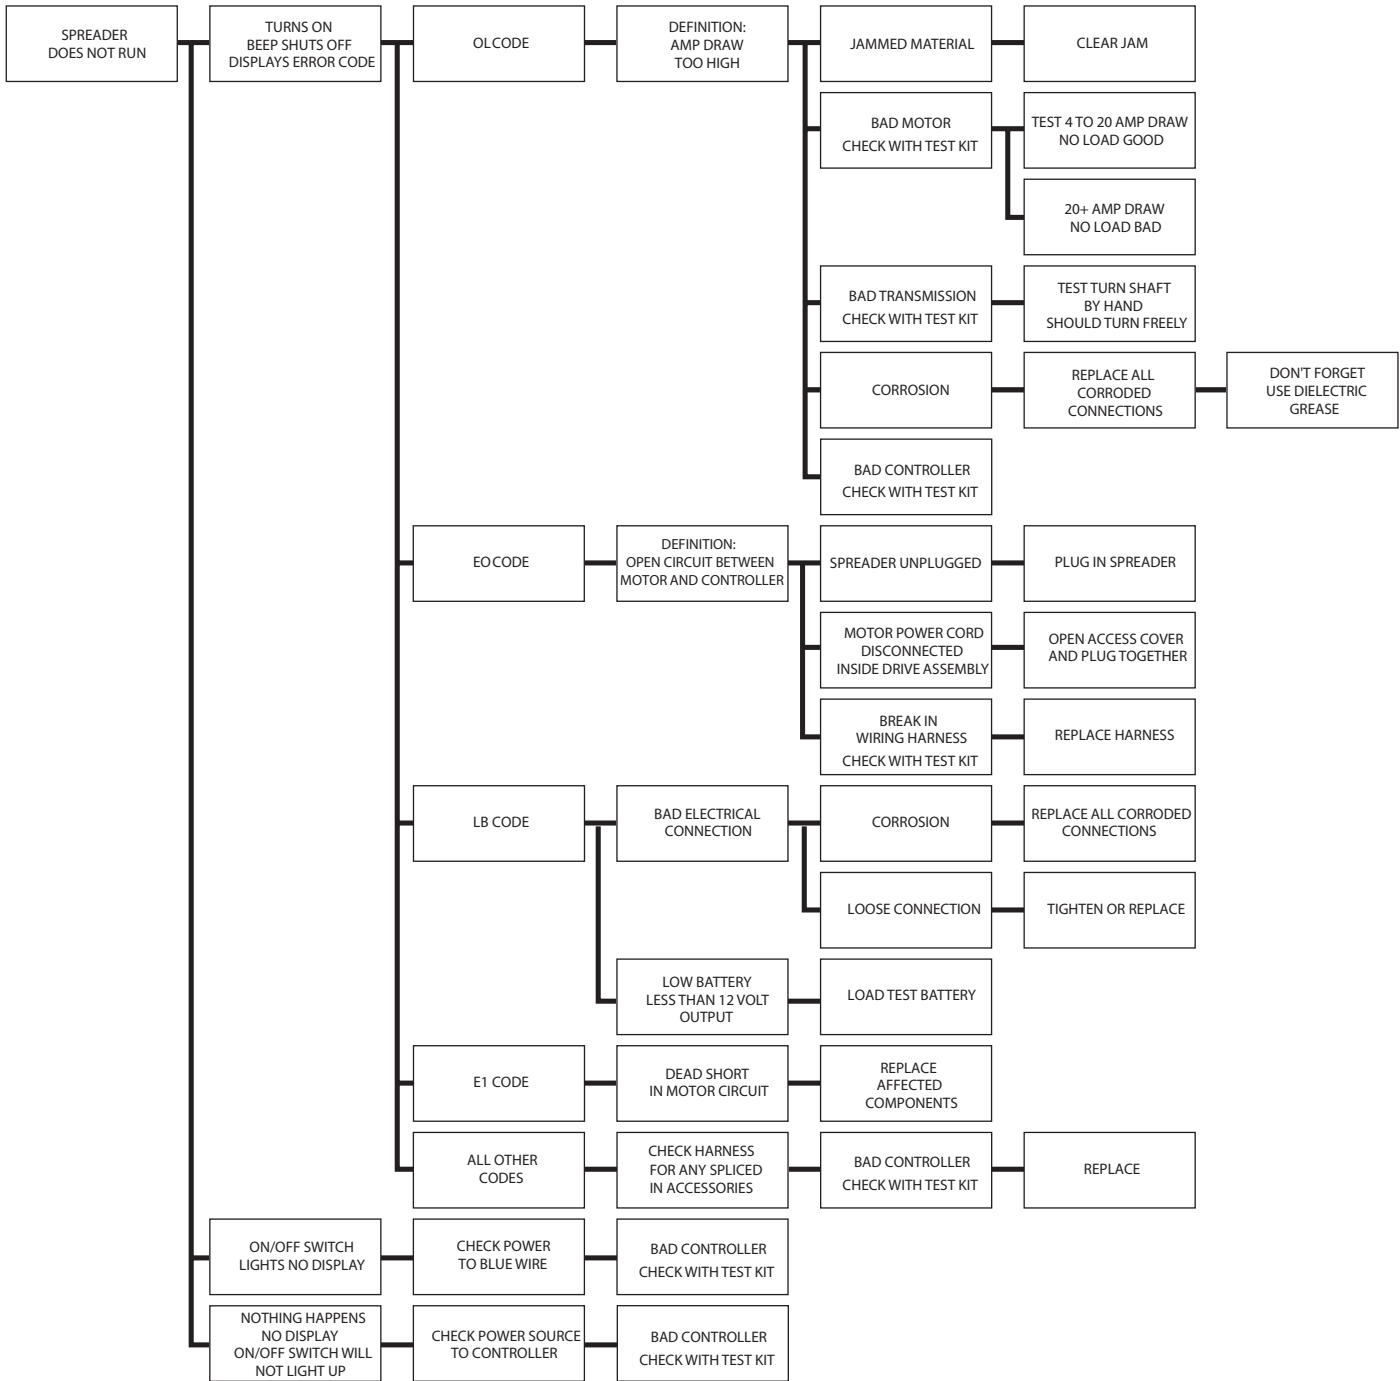 SPREADER
DOES NOT RUN
TURNS ON
BEEP SHUTS OFF
DISPLAYS ERROR CODE
OL CODE
DEFINITION:
AMP DRAW
TOO HIGH
JAMMED MATERIAL
CLEAR JAM
BAD MOTOR
CHECK WITH TEST KIT
TEST 4 TO 20 AMP DRAW
NO LOAD GOOD
20+ AMP DRAW
NO LOAD BAD
BAD TRANSMISSION
CHECK WITH TEST KIT
TEST TURN SHAFT
BY HAND
SHOULD TURN FREELY
CORROSION
REPLACE ALL
CORRODED
CONNECTIONS
DON'T FORGET
USE DIELECTRIC
GREASE
BAD CONTROLLER
CHECK WITH TEST KIT
EO CODE
DEFINITION:
OPEN CIRCUIT BETWEEN
MOTOR AND CONTROLLER
SPREADER UNPLUGGED
PLUG IN SPREADER
MOTOR POWER CORD
DISCONNECTED
INSIDE DRIVE ASSEMBLY
OPEN ACCESS COVER
AND PLUG TOGETHER
BREAK IN
WIRING HARNESS
CHECK WITH TEST KIT
REPLACE HARNESS
LB CODE
BAD ELECTRICAL
CONNECTION
CORROSION
REPLACE ALL CORRODED
CONNECTIONS
LOOSE CONNECTION
TIGHTEN OR REPLACE
LOW BATTERY
LESS THAN 12 VOLT
OUTPUT
LOAD TEST BATTERY
E1 CODE
DEAD SHORT
IN MOTOR CIRCUIT
REPLACE
AFFECTED
COMPONENTS
ALL OTHER
CODES
CHECK HARNESS
FOR ANY SPLICED
IN ACCESSORIES
BAD CONTROLLER
CHECK WITH TEST KIT
REPLACE
ON/OFF SWITCH
LIGHTS NO DISPLAY
CHECK POWER
TO BLUE WIRE
BAD CONTROLLER
CHECK WITH TEST KIT
NOTHING HAPPENS
NO DISPLAY
ON/OFF SWITCH WILL
NOT LIGHT UP
CHECK POWER SOURCE
TO CONTROLLER
BAD CONTROLLER
CHECK WITH TEST KIT